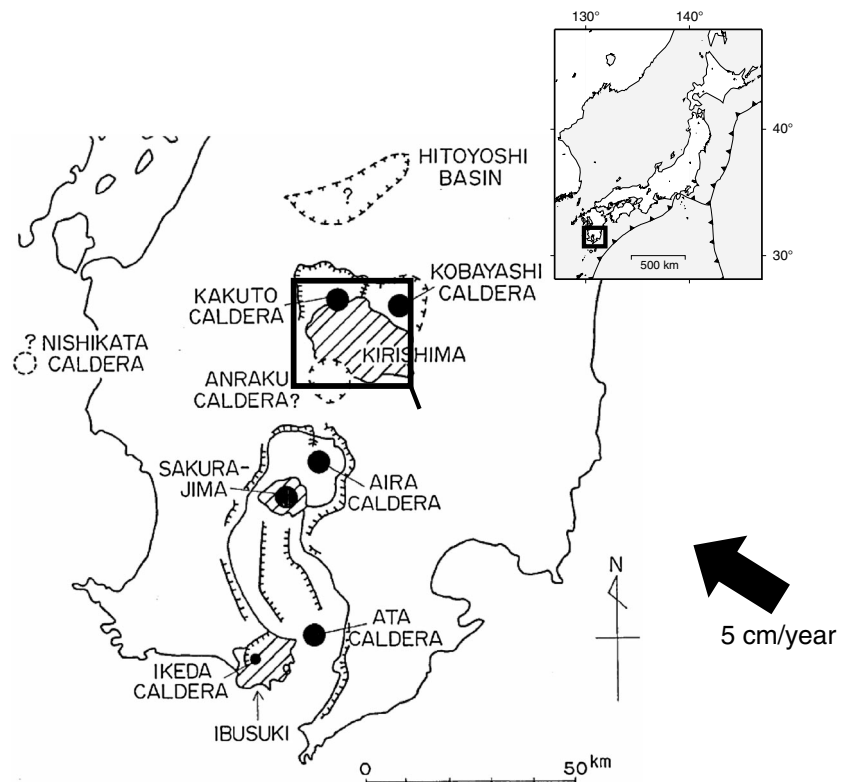 130°
140°
40°
30°
500 km
HITOYOSHI
BASIN
?
KOBAYASHI
CALDERA
KAKUTO
CALDERA
? NISHIKATA
CALDERA
KIRISHIMA
ANRAKU
CALDERA?
SAKURA-
JIMA
AIRA
CALDERA
N
5 cm/year
ATA
CALDERA
IKEDA
CALDERA
IBUSUKI
0 50 km